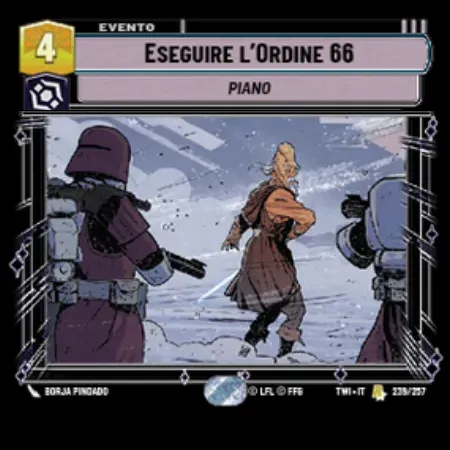 EVENTO
4
ESEGUIRE L'ORDINE 66
PIANO
BORJA PINDADO
© LFL © FFG
TWI • IT
239/257